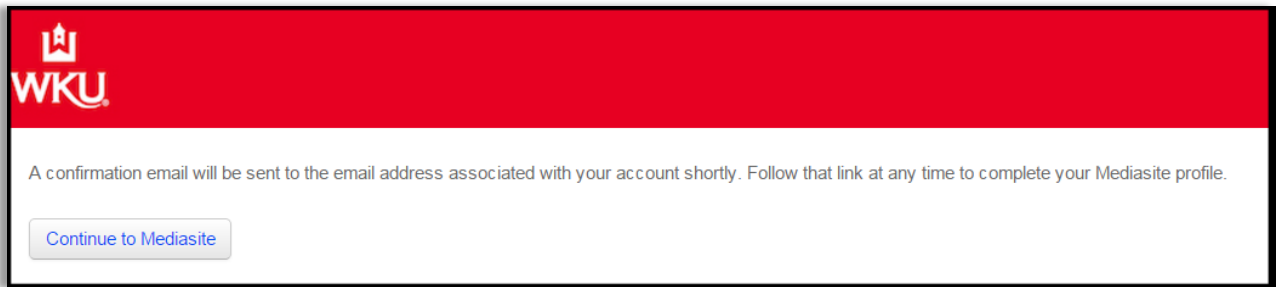 WKU®
A confirmation email will be sent to the email address associated with your account shortly. Follow that link at any time to complete your Mediasite profile.
Continue to Mediasite